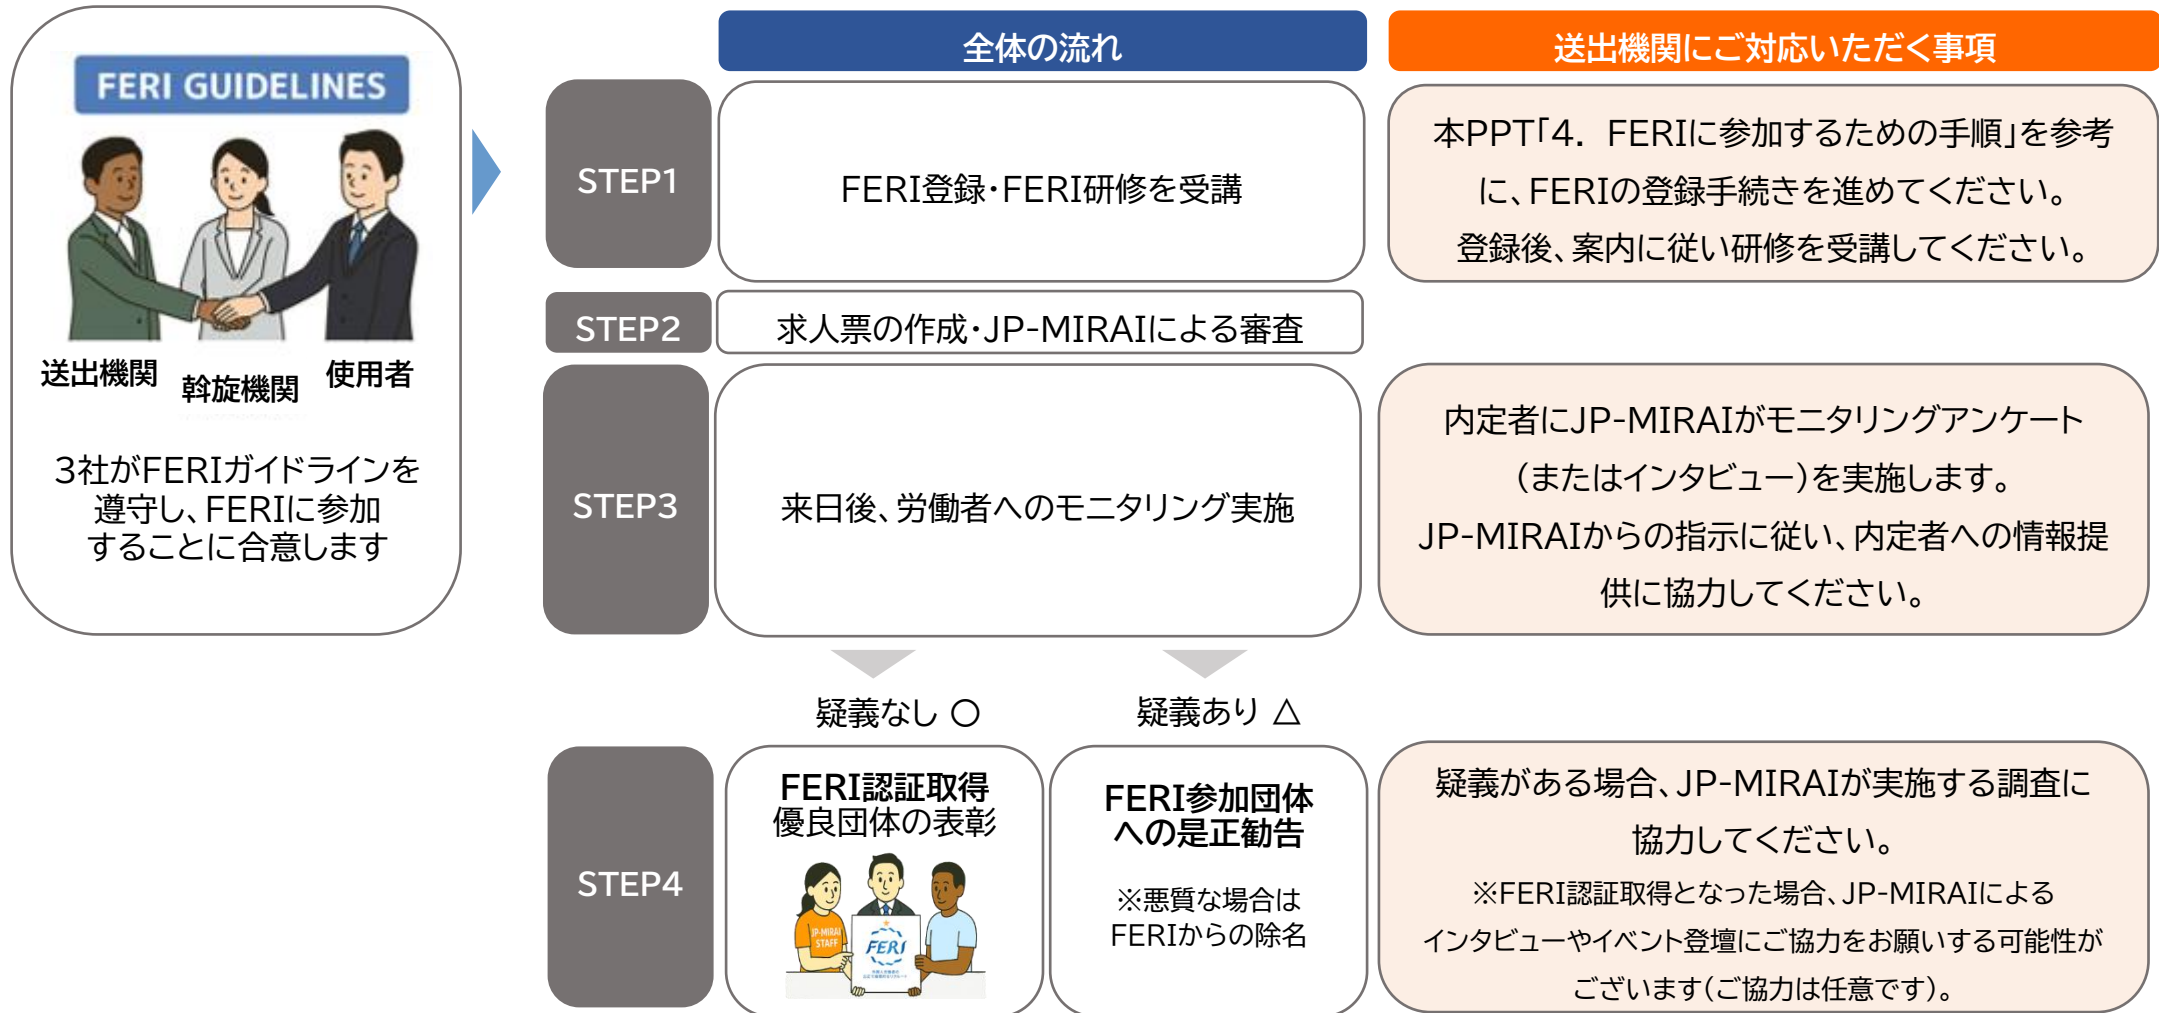 FERI GUIDELINES
送出機関
斡旋機関
使用者
3社がFERIガイドラインを
遵守し、FERIに参加
することに合意します
全体の流れ
送出機関にご対応いただく事項
STEP1
FERI登録・FERI研修を受講
本PPT「4. FERIに参加するための手順」を参考
に、FERIの登録手続きを進めてください。
登録後、案内に従い研修を受講してください。
STEP2
求人票の作成・JP-MIRAIによる審査
STEP3
来日後、労働者へのモニタリング実施
内定者にJP-MIRAIがモニタリングアンケート
（またはインタビュー）を実施します。
JP-MIRAIからの指示に従い、内定者への情報提
供に協力してください。
疑義なし 〇
疑義あり △
STEP4
FERI認証取得
優良団体の表彰
JP-MIRAI
STAFF
FERI
FERI参加団体
への是正勧告
※悪質な場合は
FERIからの除名
疑義がある場合、JP-MIRAIが実施する調査に
協力してください。
※FERI認証取得となった場合、JP-MIRAIによる
インタビューやイベント登壇にご協力をお願いする可能性が
ございます（ご協力は任意です）。